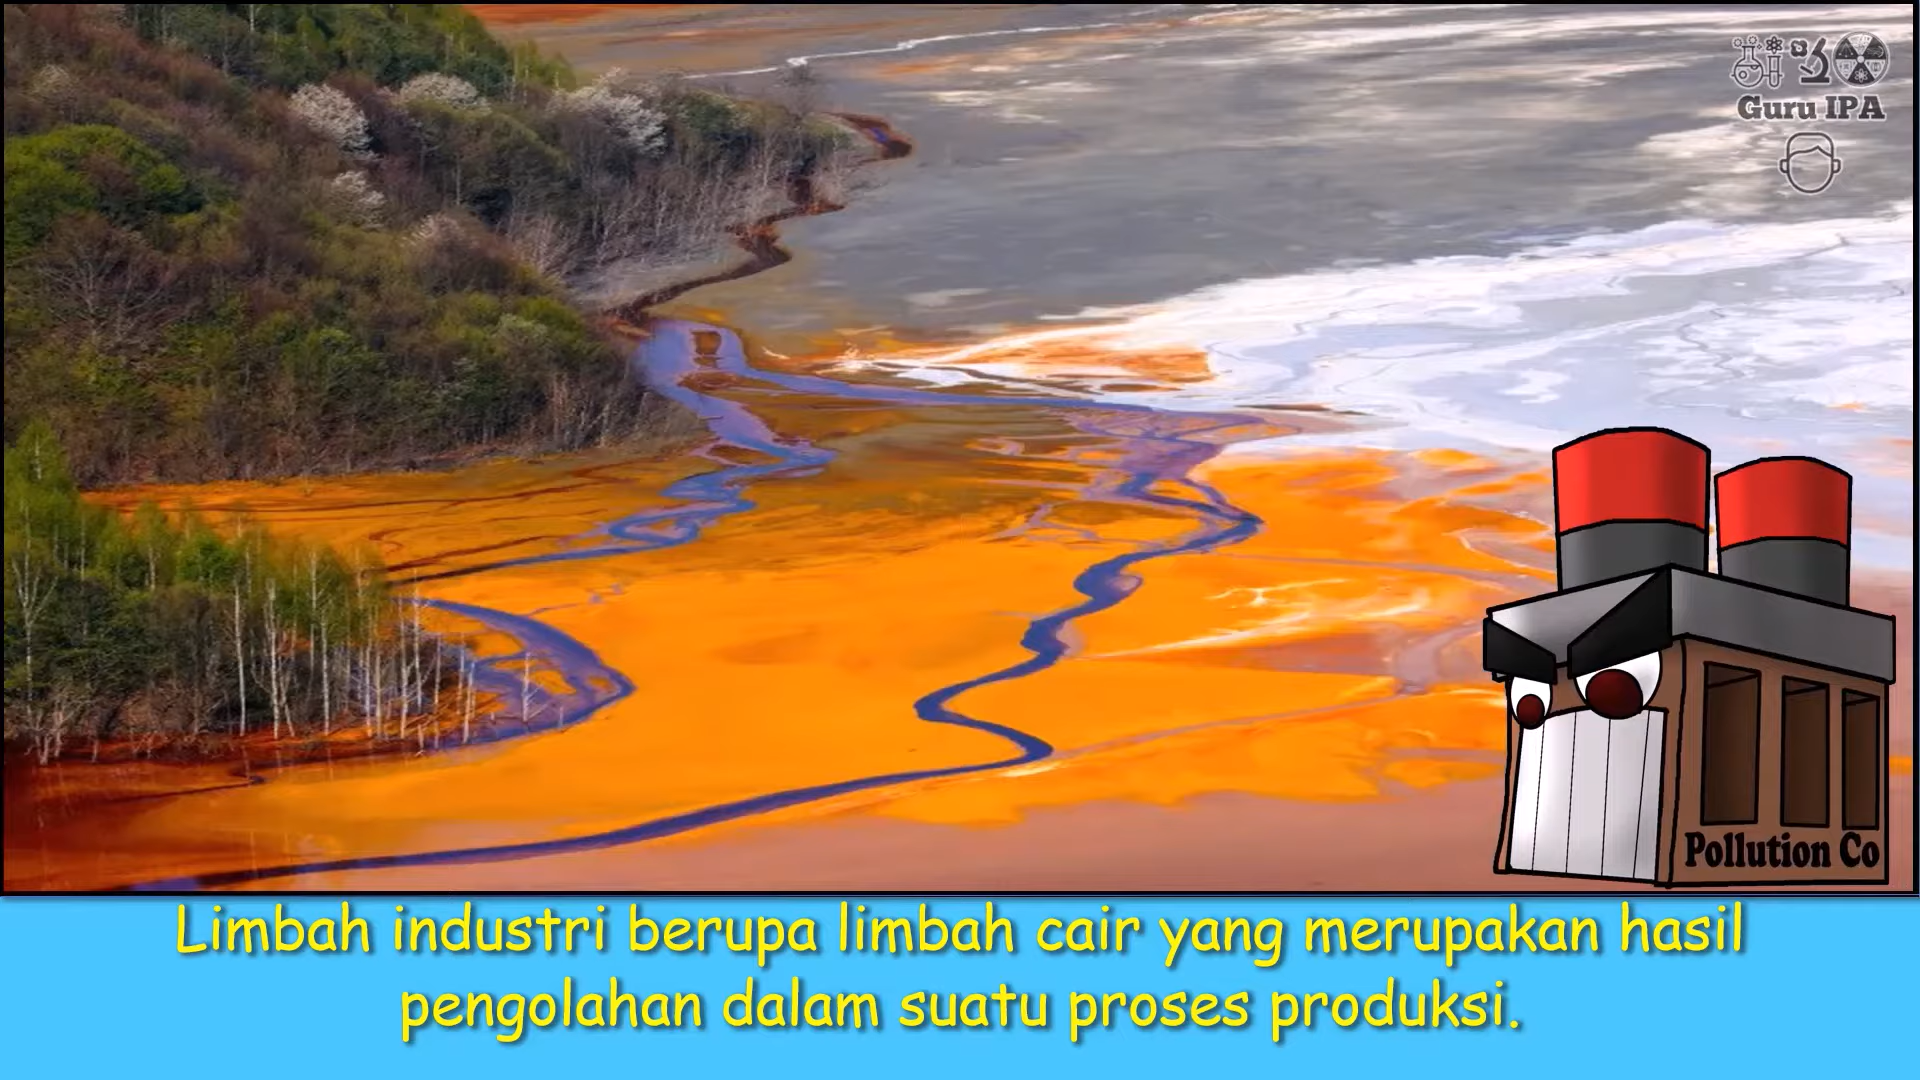 Guru IPA
Pollution Co
Limbah industri berupa limbah cair yang merupakan hasil
pengolahan dalam suatu proses produksi.